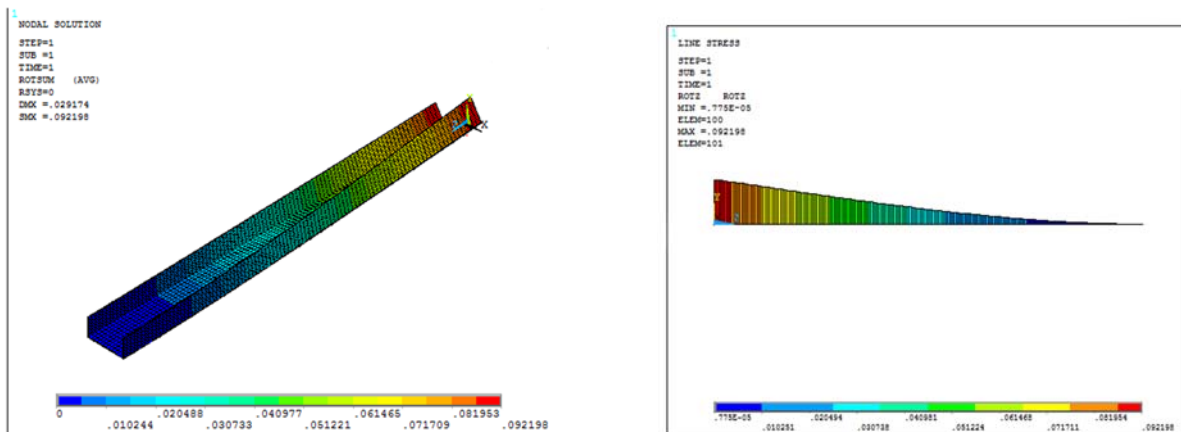 1
NODAL SOLUTION
STEP=1
SUB =1
TIME=1
ROTSUM (AVG)
RSYS=0
DMX =.029174
SMX =.092198
X
0 .020488 .040977 .061465 .081953
.010244 .030733 .051221 .071709 .092198
1
LINE STRESS
STEP=1
SUB =1
TIME=1
ROTZ ROTZ
MIN =.775E-05
ELEM=100
MAX =.092198
ELEM=101
Y
.775E-05 .020494 .040981 .061468 .081954
.010251 .030738 .051224 .071711 .092198